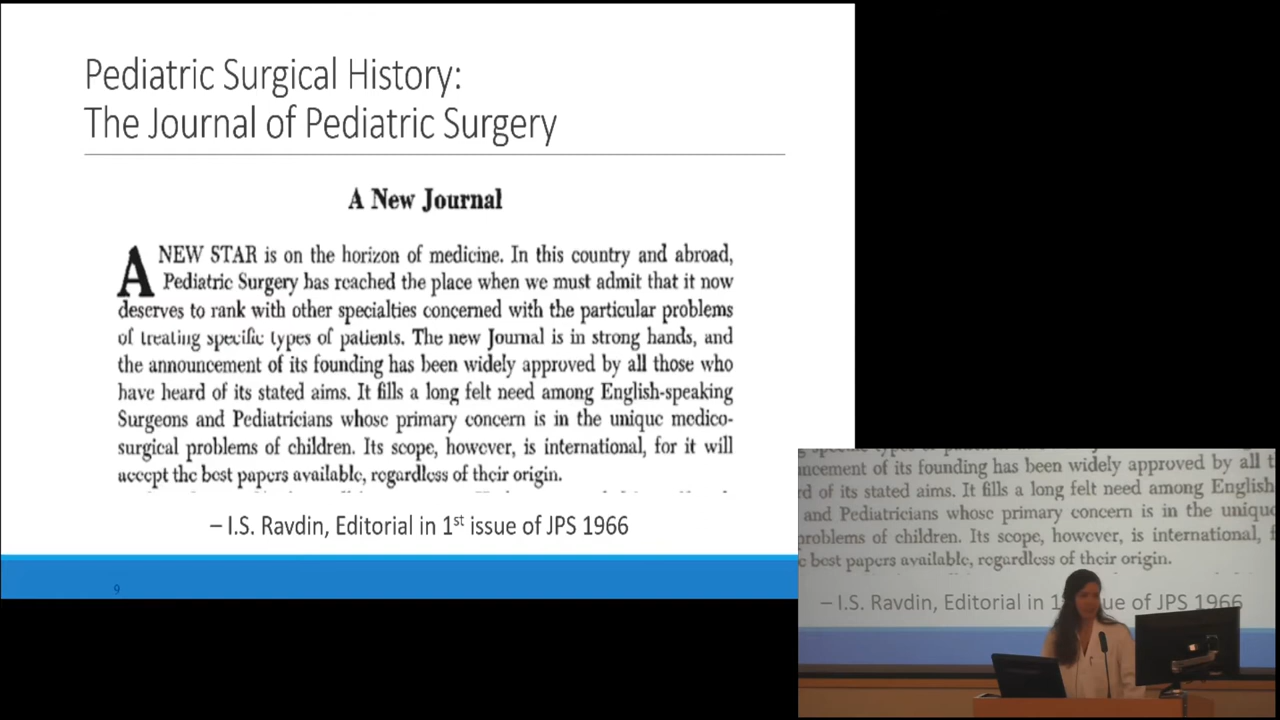 Pediatric Surgical History:
The Journal of Pediatric Surgery
A New Journal
A NEW STAR is on the horizon of medicine. In this country and abroad,
Pediatric Surgery has reached the place when we must admit that it now
deserves to rank with other specialties concerned with the particular problems
of treating specific types of patients. The new Journal is in strong hands, and
the announcement of its founding has been widely approved by all those who
have heard of its stated aims. It fills a long felt need among English-speaking
Surgeons and Pediatricians whose primary concern is in the unique medico-
surgical problems of children. Its scope, however, is international, for it will
accept the best papers available, regardless of their origin.
– I.S. Ravdin, Editorial in 1st issue of JPS 1966
9
ncement of its founding has been widely approved by all t
rd of its stated aims. It fills a long felt need among English
and Pediatricians whose primary concern is in the unique
problems of children. Its scope, however, is international, f
best papers available, regardless of their origin.
– I.S. Ravdin, Editorial in 1 ue of JPS 1966